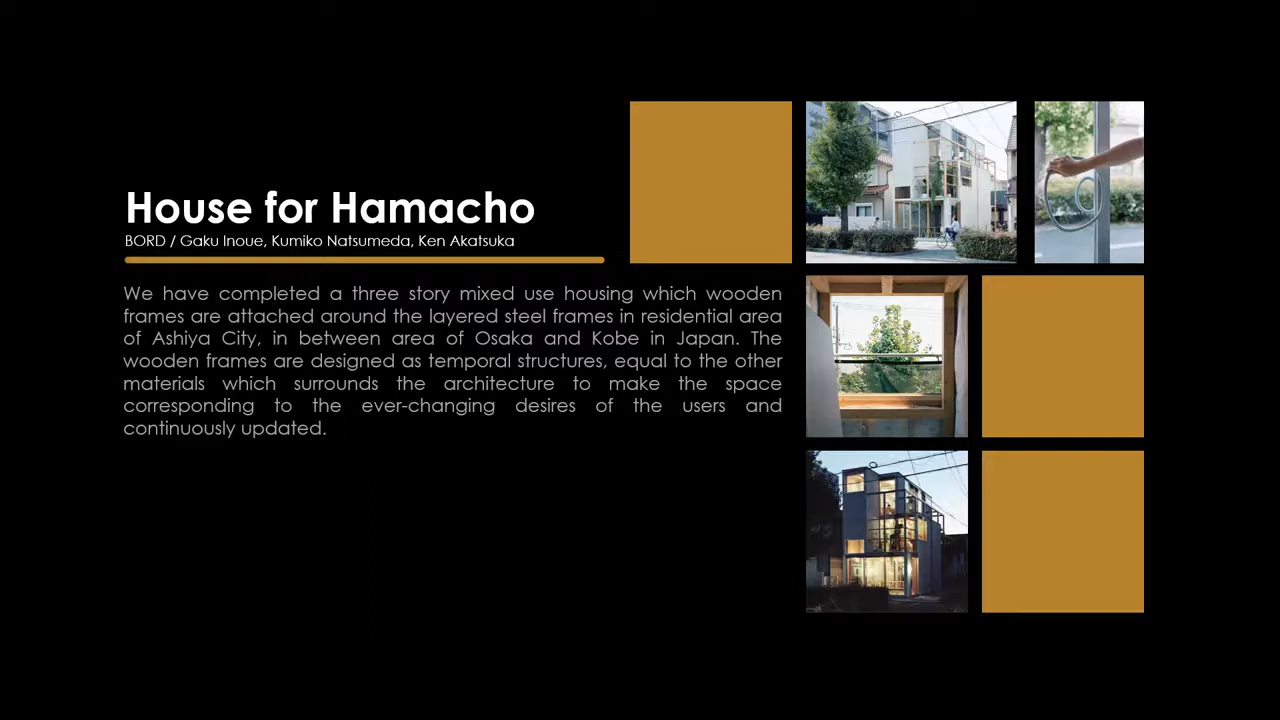 House for Hamacho
BORD / Gaku Inoue, Kumiko Natsumeda, Ken Akatsuka
We have completed a three story mixed use housing which wooden
frames are attached around the layered steel frames in residential area
of Ashiya City, in between area of Osaka and Kobe in Japan. The
wooden frames are designed as temporal structures, equal to the other
materials which surrounds the architecture to make the space
corresponding to the ever-changing desires of the users and
continuously updated.